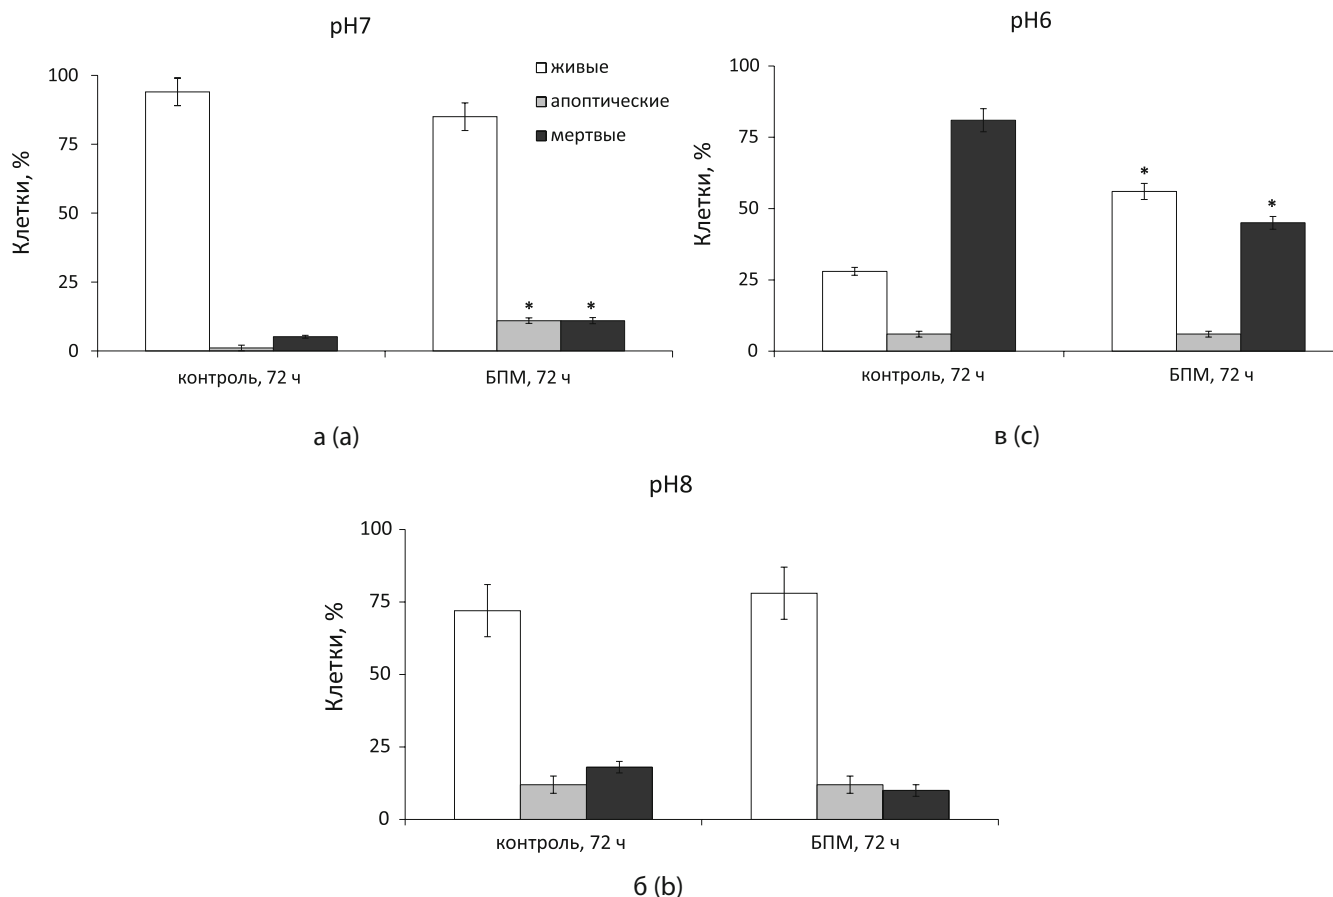 pH7
живые
апоптические
мертвые
Клетки, %
100
75
50
25
0
*
*
контроль, 72 ч
БПМ, 72 ч
а (a)
pH6
Клетки, %
100
75
50
25
0
*
*
контроль, 72 ч
БПМ, 72 ч
в (c)
pH8
Клетки, %
100
75
50
25
0
контроль, 72 ч
БПМ, 72 ч
б (b)